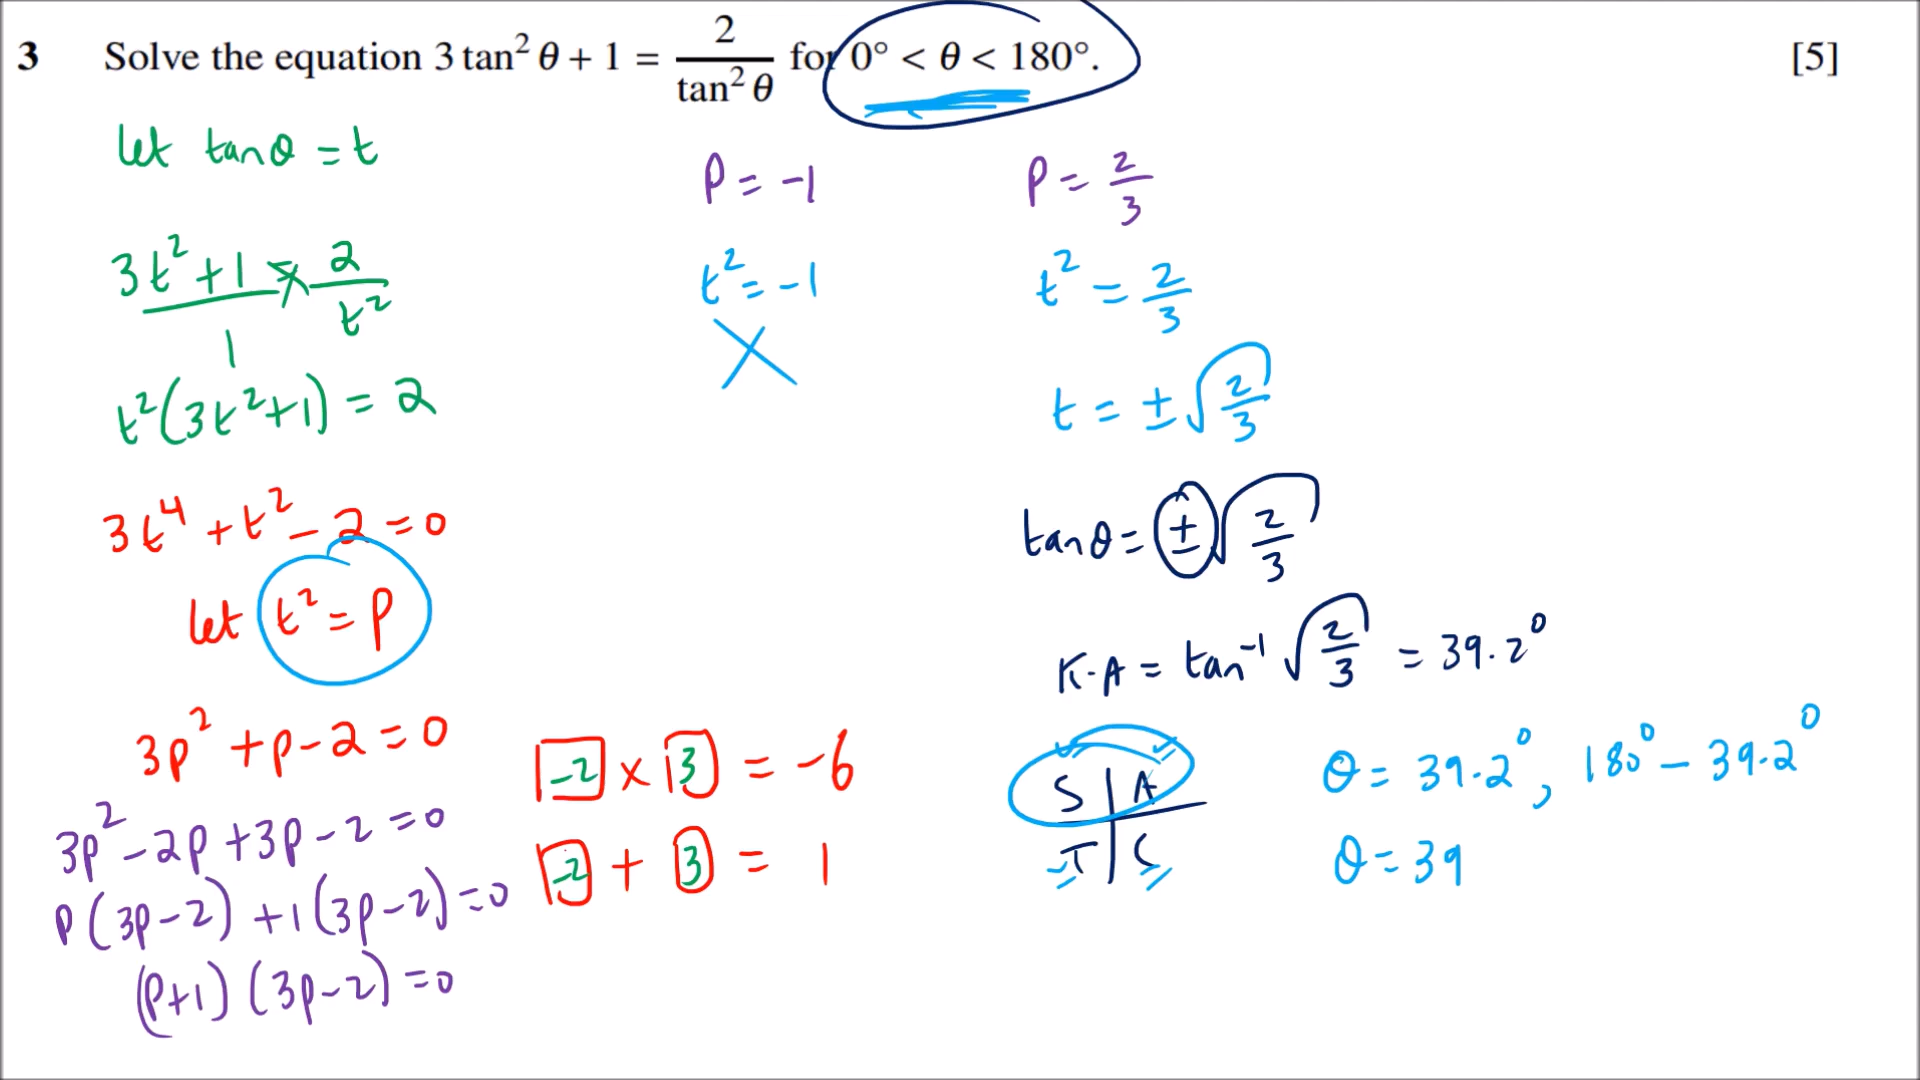 3 Solve the equation 3 tan² θ + 1 = 2/tan² θ for 0° < θ < 180°. [5]
let tanθ = t
3t² + 1 = 2
1 t²
t²(3t²+1) = 2
3t⁴ + t² - 2 = 0
let t² = p
3p² + p - 2 = 0
3p² - 2p + 3p - 2 = 0
p(3p-2) + 1(3p-2) = 0
(p+1)(3p-2) = 0
-2 × 3 = -6
-2 + 3 = 1
p = -1
t² = -1
p = 2/3
t² = 2/3
t = ± √(2/3)
tanθ = ± √(2/3)
K.A = tan⁻¹ √(2/3) = 39.2°
S A
T C
θ = 39.2°, 180° - 39.2°
θ = 39